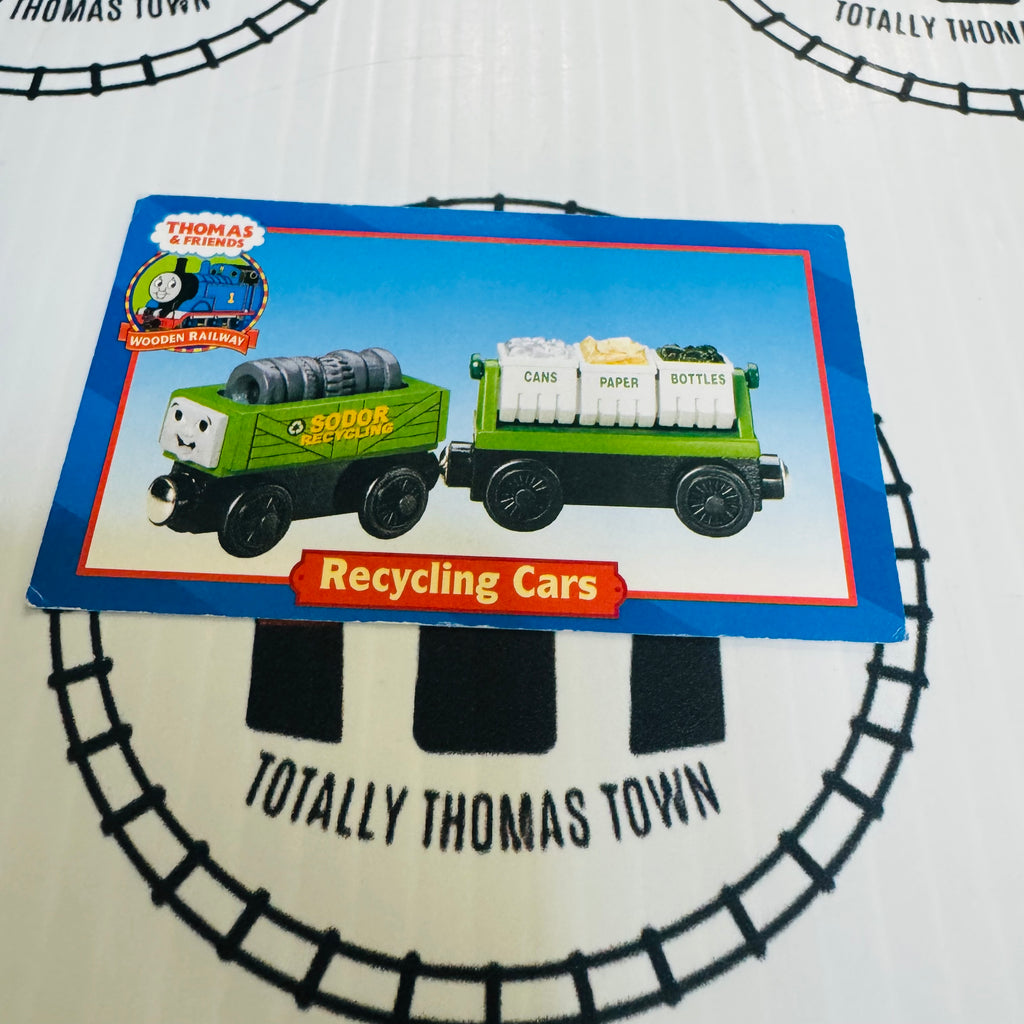 THOMAS TOWN
TOTALLY THOM
THOMAS
& FRIENDS
1
WOODEN RAILWAY
SODOR
RECYCLING
CANS
PAPER
BOTTLES
Recycling Cars
TOTALLY THOMAS TOWN